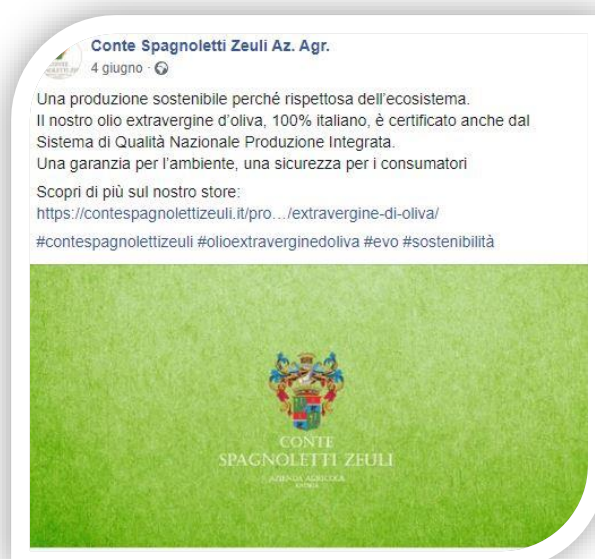 Conte Spagnoletti Zeuli Az. Agr.
4 giugno ·
Una produzione sostenibile perché rispettosa dell'ecosistema.
Il nostro olio extravergine d'oliva, 100% italiano, è certificato anche dal
Sistema di Qualità Nazionale Produzione Integrata.
Una garanzia per l'ambiente, una sicurezza per i consumatori
Scopri di più sul nostro store:
https://contespagnolettizeuli.it/pro…/extravergine-di-oliva/
#contespagnolettizeuli #olioextraverginedoliva #evo #sostenibilità
CONTE
SPAGNOLETTI ZEULI
AZIENDA AGRICOLA